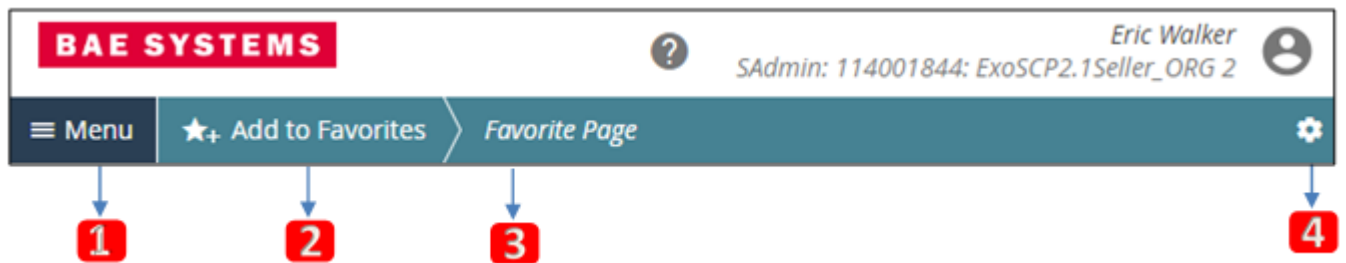 BAE SYSTEMS
?
Eric Walker
SAdmin: 114001844: ExoSCP2.1Seller_ORG 2
Menu
Add to Favorites
Favorite Page
1
2
3
4